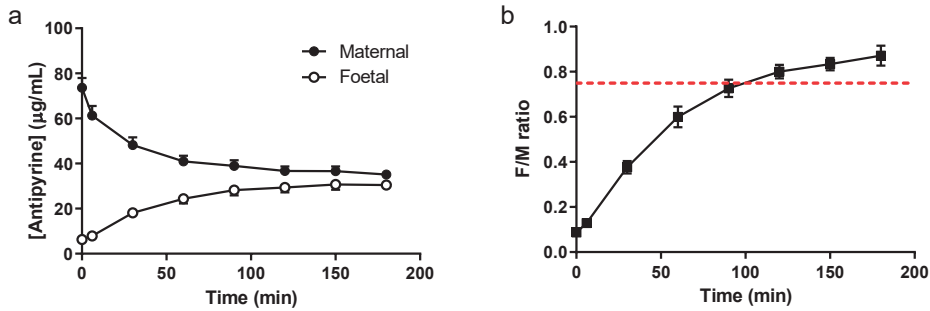 a
[Antipyrine] (µg/mL)
100
80
60
40
20
0
0 50 100 150 200
Time (min)
Maternal
Foetal
b
F/M ratio
1.0
0.8
0.6
0.4
0.2
0.0
0 50 100 150 200
Time (min)